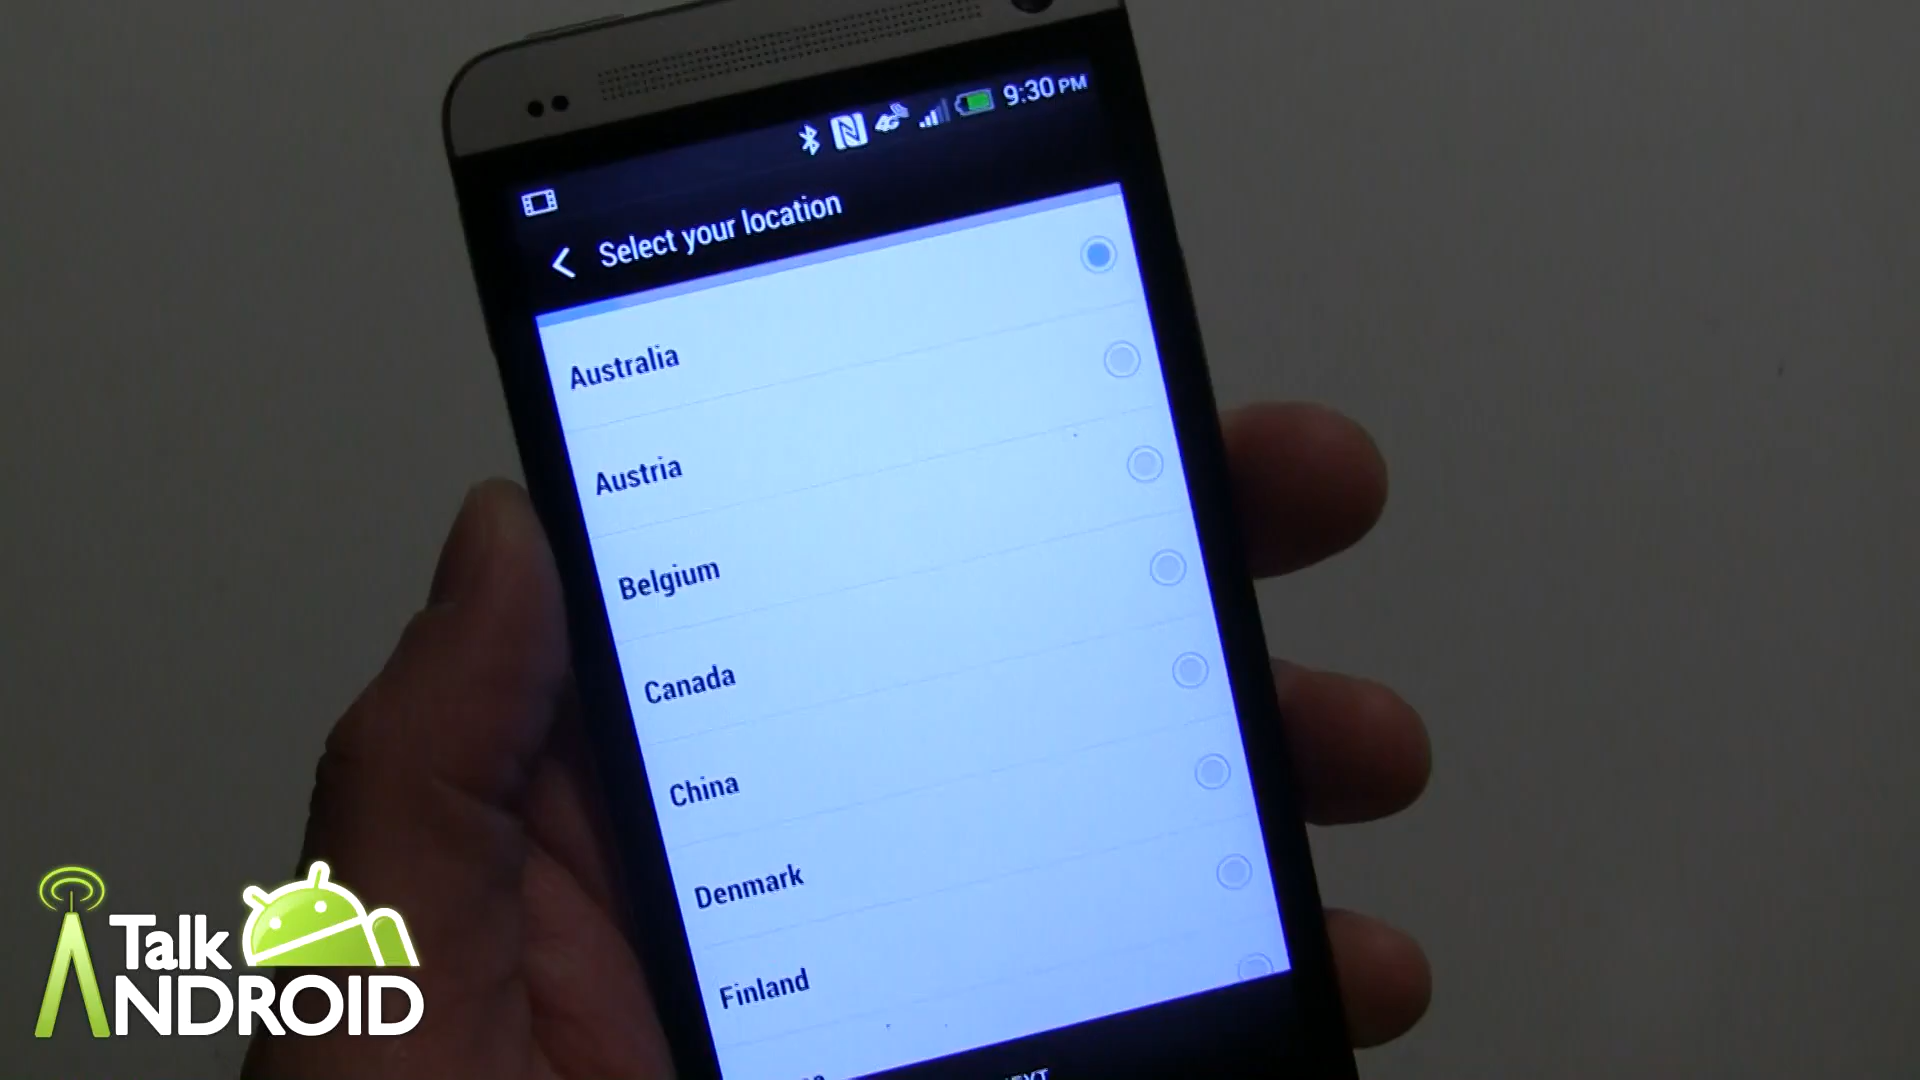 9:30 PM
Select your location
Australia
Austria
Belgium
Canada
China
Denmark
Finland
Talk
ANDROID